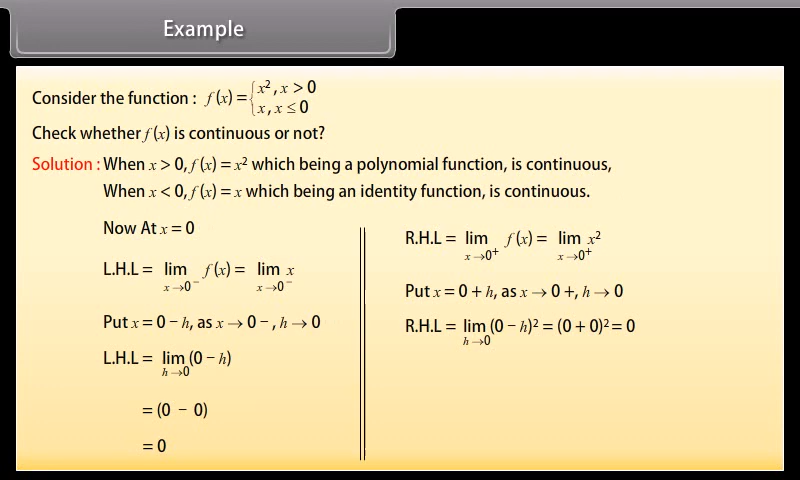 Example
Consider the function : f(x) = { x², x > 0
x, x ≤ 0
Check whether f(x) is continuous or not?
Solution : When x > 0, f(x) = x² which being a polynomial function, is continuous,
When x < 0, f(x) = x which being an identity function, is continuous.
Now At x = 0
L.H.L = lim x→0⁻ f(x) = lim x→0⁻ x
Put x = 0 − h, as x → 0 −, h → 0
L.H.L = lim h→0 (0 − h)
= (0 − 0)
= 0
R.H.L = lim x→0⁺ f(x) = lim x→0⁺ x²
Put x = 0 + h, as x → 0 +, h → 0
R.H.L = lim h→0 (0 − h)² = (0 + 0)² = 0